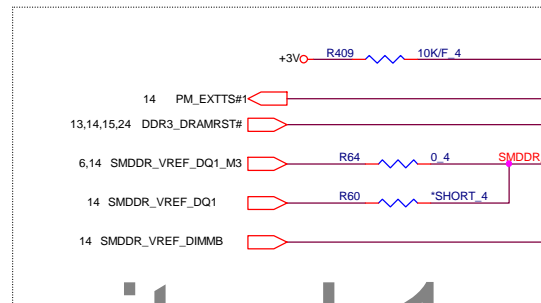 +3V R409 10K/F_4
14 PM_EXTTS#1
13,14,15,24 DDR3_DRAMRST#
6,14 SMDDR_VREF_DQ1_M3 R64 0_4 SMDDR
14 SMDDR_VREF_DQ1 R60 *SHORT_4
14 SMDDR_VREF_DIMMB